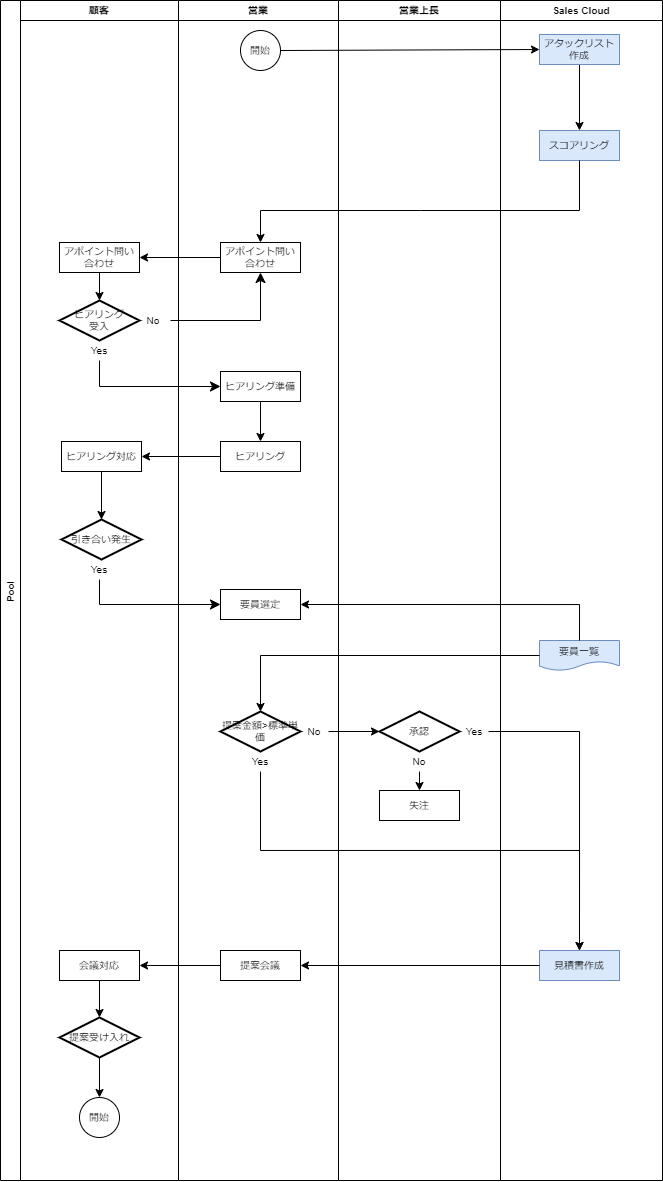 顧客
営業
営業上長
Sales Cloud
Pool
開始
アタックリスト
作成
スコアリング
アポイント問い
合わせ
アポイント問い
合わせ
ヒアリング
受入
No
Yes
ヒアリング準備
ヒアリング対応
ヒアリング
引き合い発生
Yes
要員選定
要員一覧
提案金額>標準単
価
No
承認
Yes
Yes
No
失注
会議対応
提案会議
見積書作成
提案受け入れ
開始